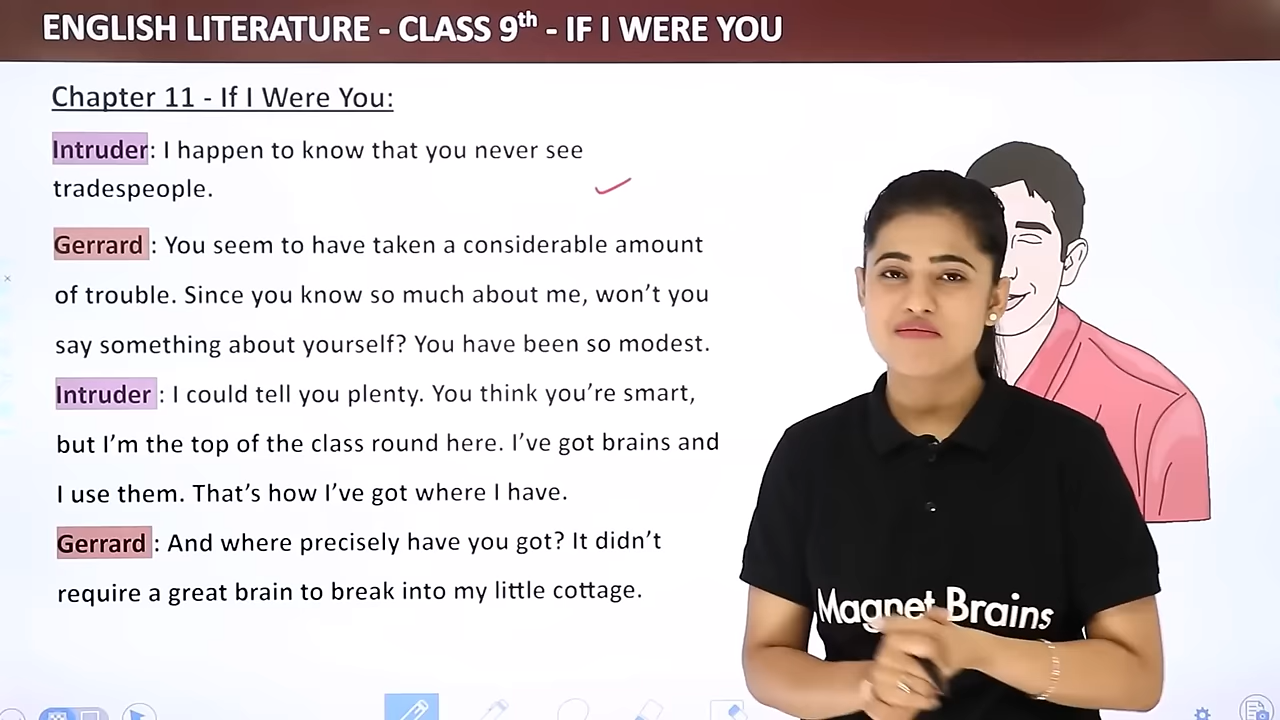 ENGLISH LITERATURE - CLASS 9th - IF I WERE YOU
Chapter 11 - If I Were You:
Intruder: I happen to know that you never see
tradespeople.
Gerrard : You seem to have taken a considerable amount
of trouble. Since you know so much about me, won't you
say something about yourself? You have been so modest.
Intruder : I could tell you plenty. You think you're smart,
but I'm the top of the class round here. I've got brains and
I use them. That's how I've got where I have.
Gerrard : And where precisely have you got? It didn't
require a great brain to break into my little cottage.
Magnet Brains